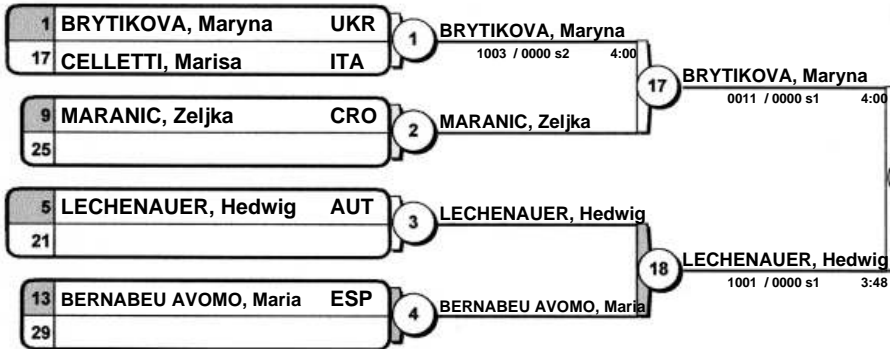 1 BRYTIKOVA, Maryna UKR
17 CELLETTI, Marisa ITA
1
BRYTIKOVA, Maryna
1003 / 0000 s2 4:00
9 MARANIC, Zeljka CRO
25
2
MARANIC, Zeljka
17
BRYTIKOVA, Maryna
0011 / 0000 s1 4:00
5 LECHENAUER, Hedwig AUT
21
3
LECHENAUER, Hedwig
13 BERNABEU AVOMO, Maria ESP
29
4
BERNABEU AVOMO, Maria
18
LECHENAUER, Hedwig
1001 / 0000 s1 3:48